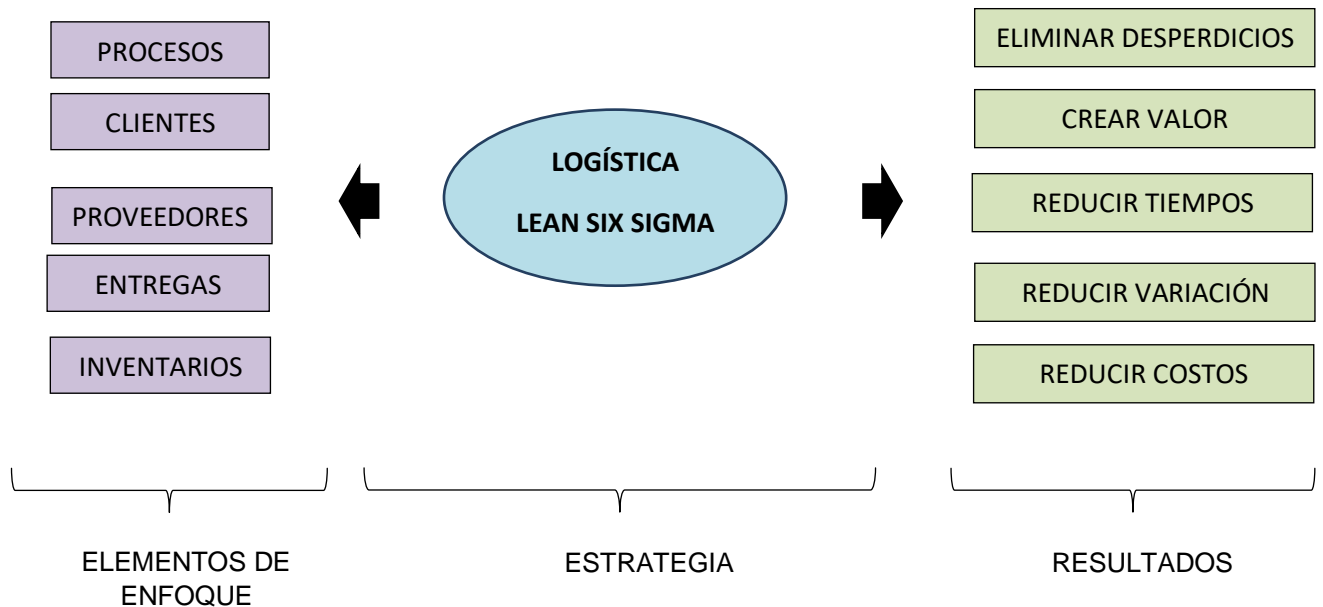 PROCESOS
CLIENTES
PROVEEDORES
ENTREGAS
INVENTARIOS
LOGÍSTICA
LEAN SIX SIGMA
ELIMINAR DESPERDICIOS
CREAR VALOR
REDUCIR TIEMPOS
REDUCIR VARIACIÓN
REDUCIR COSTOS
ELEMENTOS DE
ENFOQUE
ESTRATEGIA
RESULTADOS